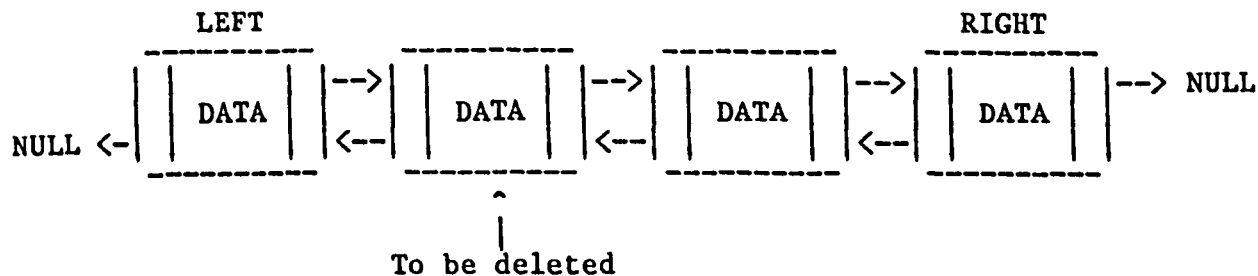 LEFT RIGHT
--> --> --> --> NULL
DATA DATA DATA DATA
NULL <- <-- <-- <--
^
|
To be deleted